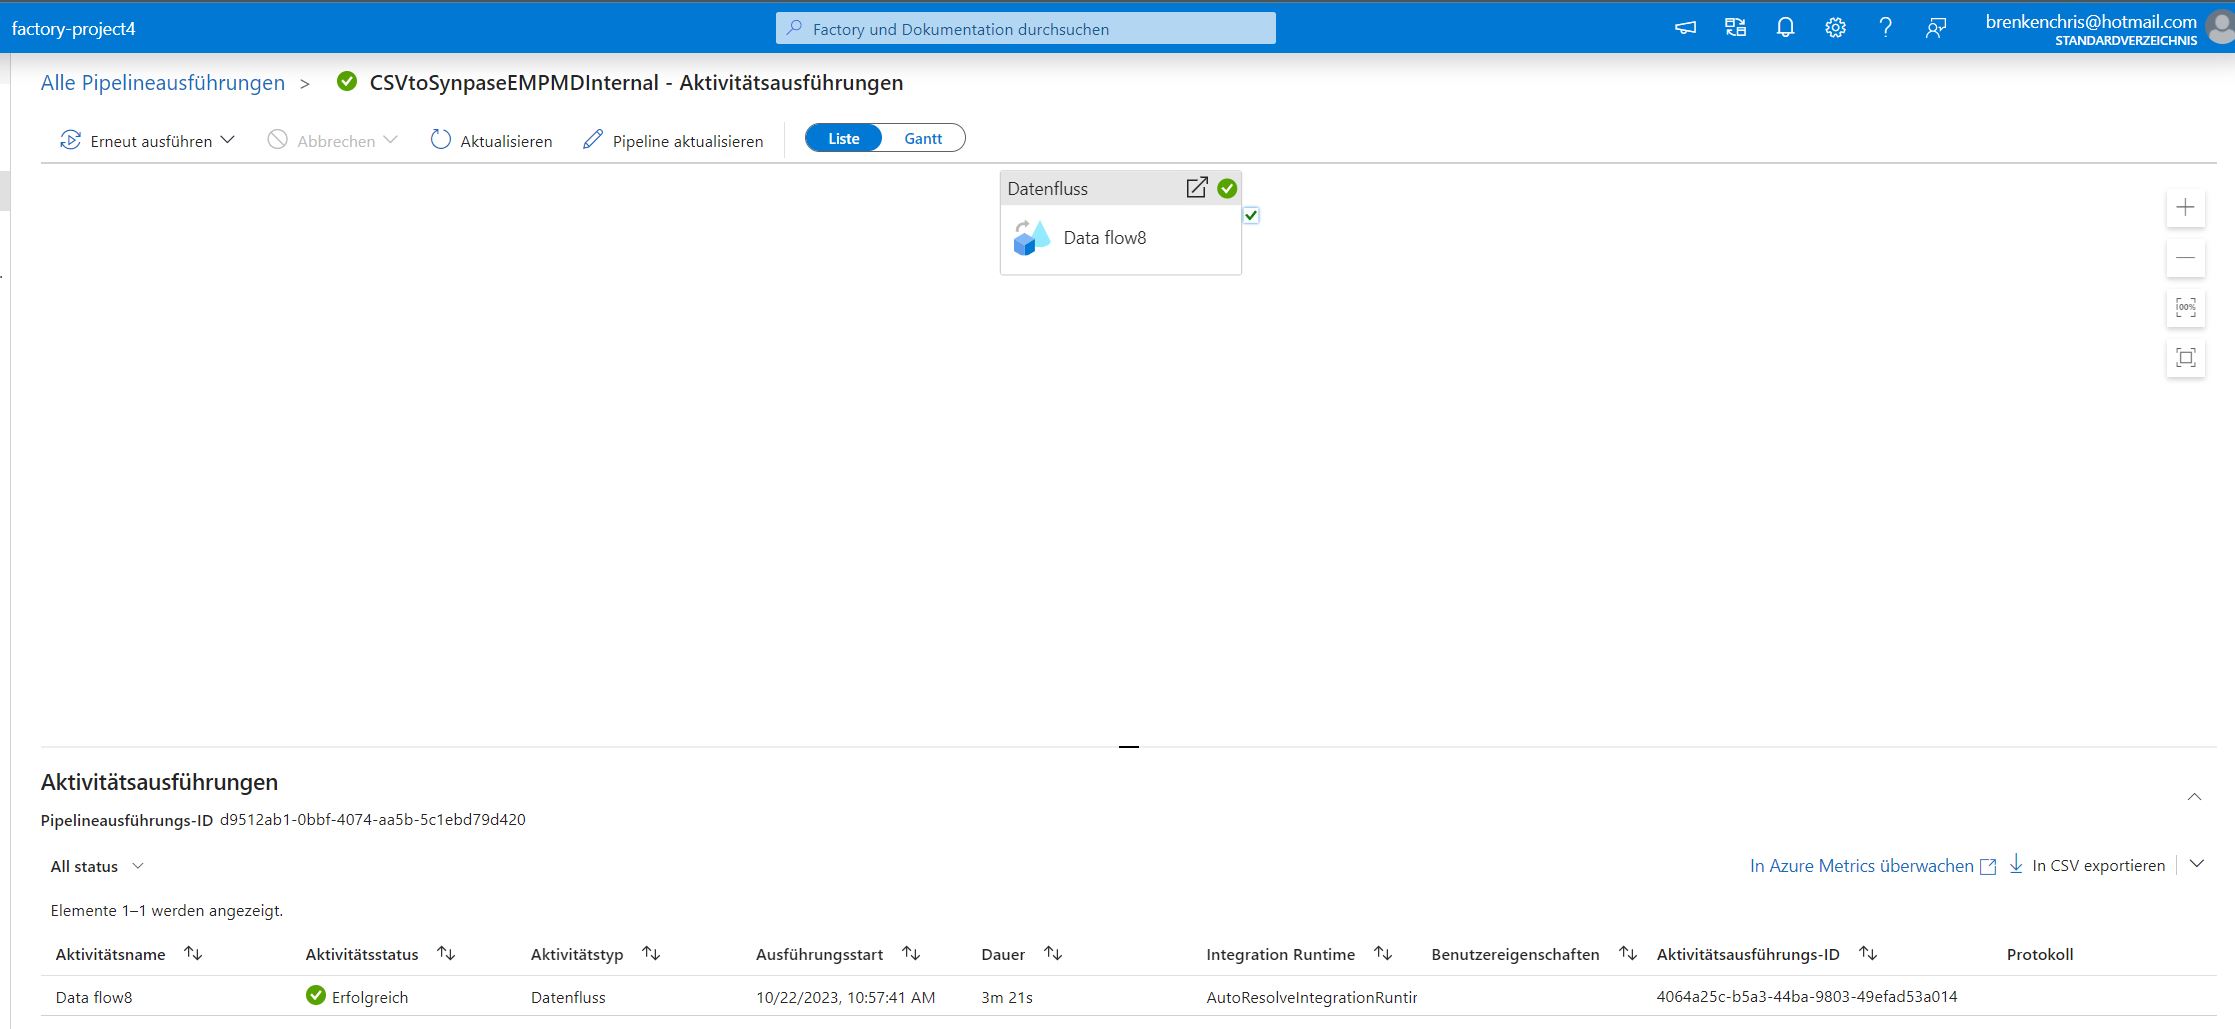 factory-project4
Factory und Dokumentation durchsuchen
brenkenchris@hotmail.com
STANDARDVERZEICHNIS
Alle Pipelineausführungen > CSVtoSynpaseEMPMDInternal - Aktivitätsausführungen
Erneut ausführen Abbrechen Aktualisieren Pipeline aktualisieren Liste Gantt
Datenfluss
Data flow8
100%
Aktivitätsausführungen
Pipelineausführungs-ID d9512ab1-0bbf-4074-aa5b-5c1ebd79d420
All status In Azure Metrics überwachen In CSV exportieren
Elemente 1–1 werden angezeigt.
Aktivitätsname Aktivitätsstatus Aktivitätstyp Ausführungsstart Dauer Integration Runtime Benutzereigenschaften Aktivitätsausführungs-ID Protokoll
Data flow8 Erfolgreich Datenfluss 10/22/2023, 10:57:41 AM 3m 21s AutoResolveIntegrationRuntir 4064a25c-b5a3-44ba-9803-49efad53a014